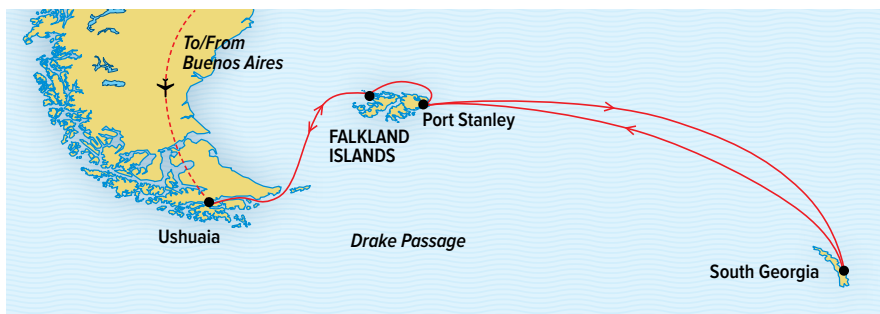 To/From
Buenos Aires
Port Stanley
FALKLAND
ISLANDS
Ushuaia
Drake Passage
South Georgia